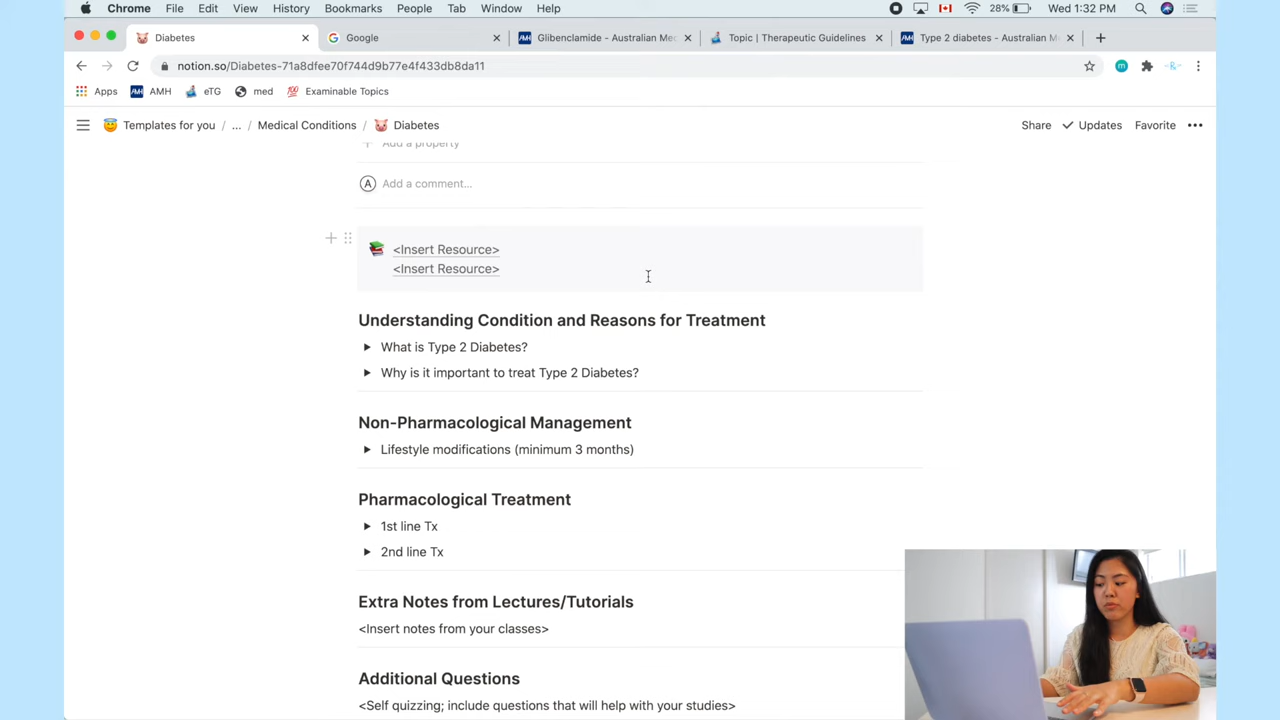 Chrome File Edit View History Bookmarks People Tab Window Help 28% Wed 1:32 PM
Diabetes Google Glibenclamide - Australian Med Topic | Therapeutic Guidelines Type 2 diabetes - Australian M
notion.so/Diabetes-71a8dfee70f744d9b77e4f433db8da11
Apps AMH eTG med Examinable Topics
Templates for you / ... / Medical Conditions / Diabetes Share Updates Favorite
Add a property
A Add a comment...
<Insert Resource>
<Insert Resource>
Understanding Condition and Reasons for Treatment
What is Type 2 Diabetes?
Why is it important to treat Type 2 Diabetes?
Non-Pharmacological Management
Lifestyle modifications (minimum 3 months)
Pharmacological Treatment
1st line Tx
2nd line Tx
Extra Notes from Lectures/Tutorials
<Insert notes from your classes>
Additional Questions
<Self quizzing; include questions that will help with your studies>